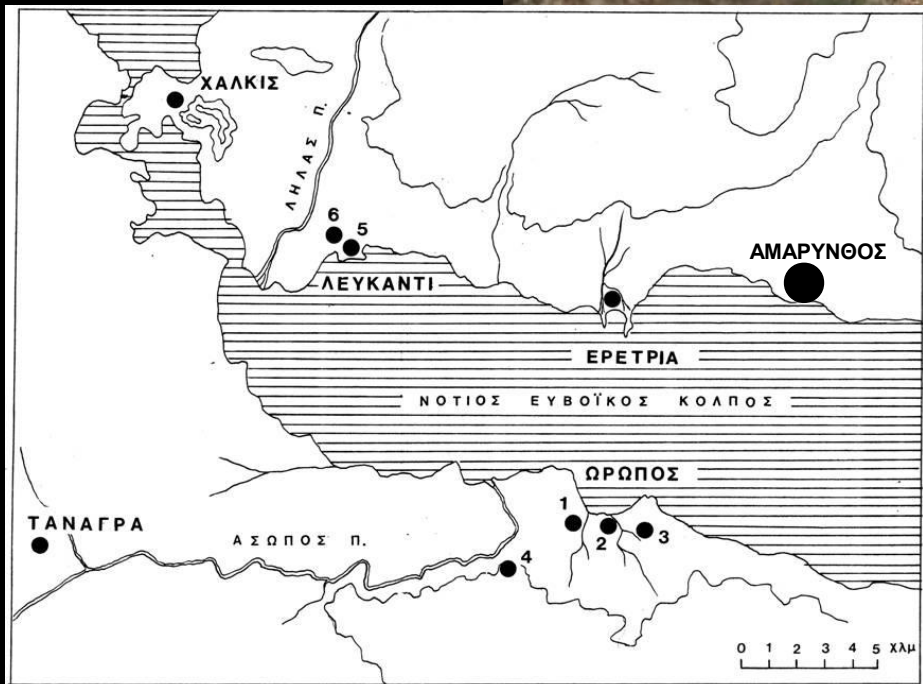 ΧΑΛΚΙΣ
ΛΗΛΑΣ Π.
6
5
ΑΜΑΡΥΝΘΟΣ
ΛΕΥΚΑΝΤΙ
ΕΡΕΤΡΙΑ
ΝΟΤΙΟΣ ΕΥΒΟΪΚΟΣ ΚΟΛΠΟΣ
ΩΡΩΠΟΣ
1
2
3
ΤΑΝΑΓΡΑ
ΑΣΩΠΟΣ Π.
4
0 1 2 3 4 5 χλμ